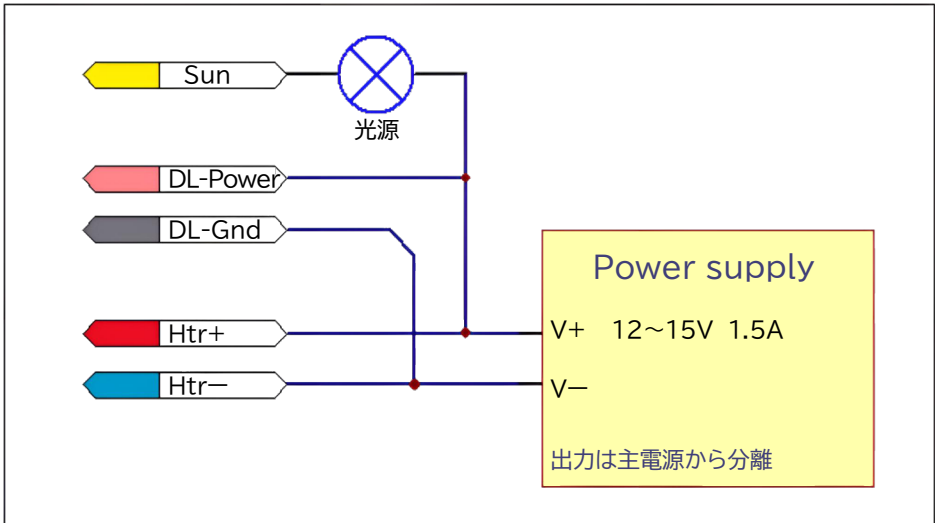 Sun
光源
DL-Power
DL-Gnd
Power supply
Htr+
V+ 12～15V 1.5A
Htr－
V－
出力は主電源から分離